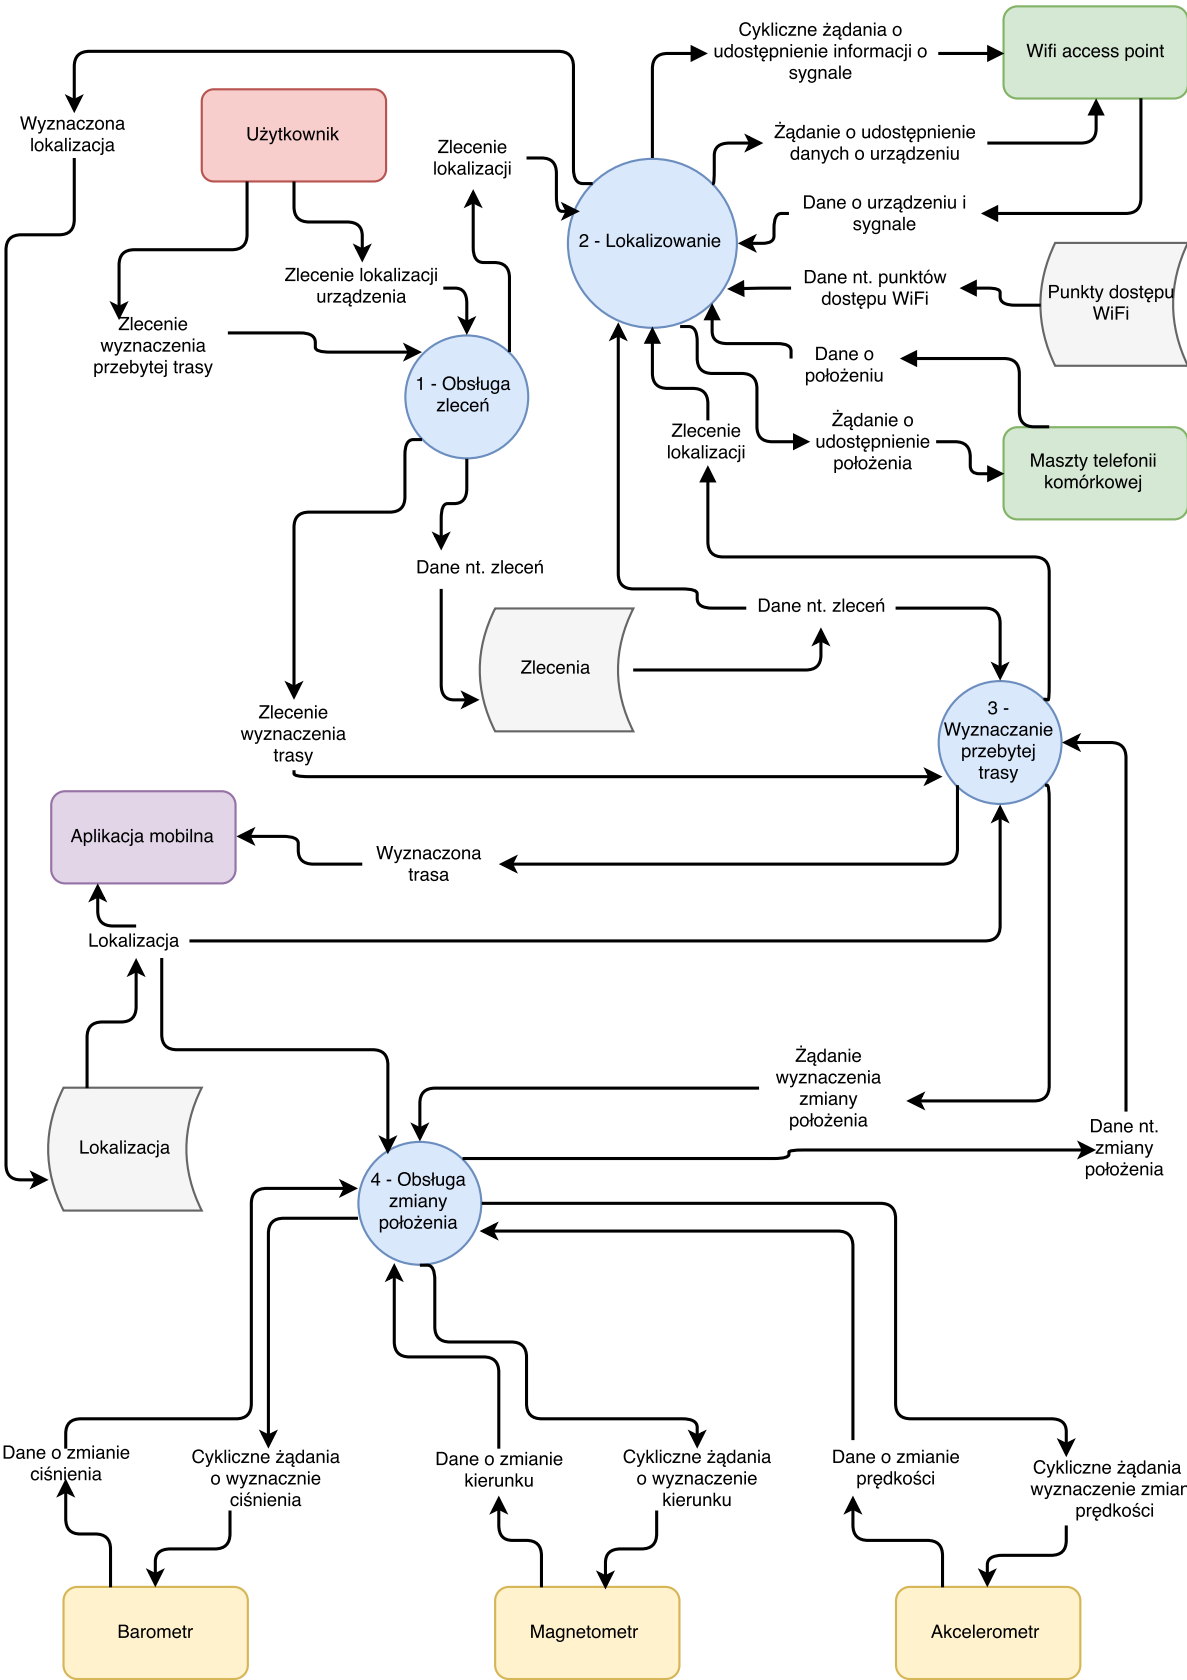 Cykliczne żądania o
udostępnienie informacji o
sygnale
Wifi access point
Wyznaczona
lokalizacja
Użytkownik
Zlecenie
lokalizacji
Żądanie o udostępnienie
danych o urządzeniu
2 - Lokalizowanie
Dane o urządzeniu i
sygnale
Zlecenie lokalizacji
urządzenia
Dane nt. punktów
dostępu WiFi
Punkty dostępu
WiFi
Zlecenie
wyznaczenia
przebytej trasy
1 - Obsługa
zleceń
Dane o
położeniu
Zlecenie
lokalizacji
Żądanie o
udostępnienie
położenia
Maszty telefonii
komórkowej
Dane nt. zleceń
Dane nt. zleceń
Zlecenia
Zlecenie
wyznaczenia
trasy
3 -
Wyznaczanie
przebytej
trasy
Aplikacja mobilna
Wyznaczona
trasa
Lokalizacja
Żądanie
wyznaczenia
zmiany
położenia
Lokalizacja
Dane nt.
zmiany
położenia
4 - Obsługa
zmiany
położenia
Dane o zmianie
ciśnienia
Cykliczne żądania
o wyznacznie
ciśnienia
Dane o zmianie
kierunku
Cykliczne żądania
o wyznaczenie
kierunku
Dane o zmianie
prędkości
Cykliczne żądania
wyznaczenie zmian
prędkości
Barometr
Magnetometr
Akcelerometr